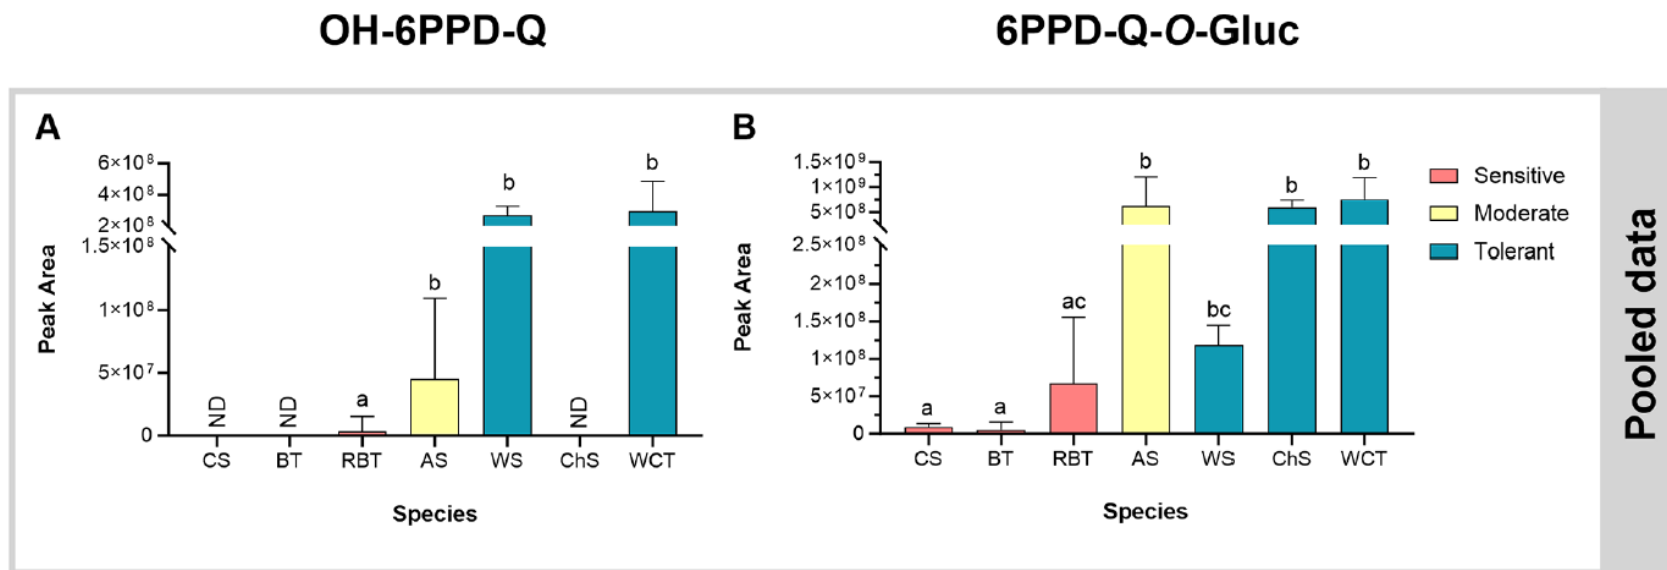 OH-6PPD-Q
6PPD-Q-O-Gluc
A
6×10⁸
4×10⁸
2×10⁸
1.5×10⁸
1×10⁸
5×10⁷
0
Peak Area
ND
ND
a
b
b
ND
b
CS BT RBT AS WS ChS WCT
Species
B
1.5×10⁹
1×10⁹
5×10⁸
2.5×10⁸
2×10⁸
1.5×10⁸
1×10⁸
5×10⁷
0
Peak Area
a
a
ac
b
bc
b
b
CS BT RBT AS WS ChS WCT
Species
Sensitive
Moderate
Tolerant
Pooled data